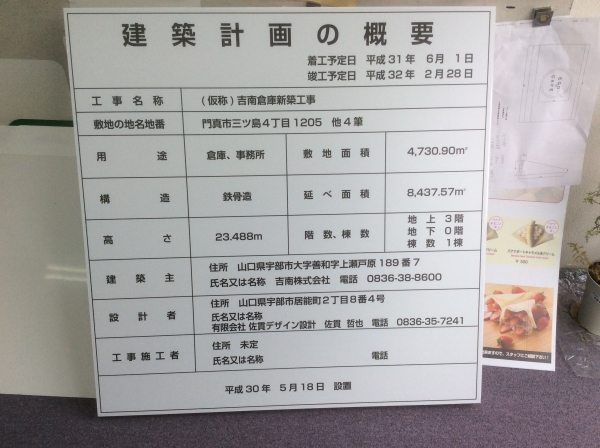 建築計画の概要
着工予定日 平成31年 6月 1日
竣工予定日 平成32年 2月28日
工事名称 (仮称)吉南倉庫新築工事
敷地の地名地番 門真市三ツ島4丁目1205 他4筆
用途 倉庫、事務所 敷地面積 4,730.90㎡
構造 鉄骨造 延べ面積 8,437.57㎡
高さ 23.488m 階数、棟数 地上3階
地下0階
棟数1棟
建築主 住所 山口県宇部市大字善和字上瀬戸原189番7
氏名又は名称 吉南株式会社 電話 0836-38-8600
設計者 住所 山口県宇部市居能町2丁目8番4号
氏名又は名称
有限会社 佐貫デザイン設計 佐貫 哲也 電話 0836-35-7241
工事施工者 住所 未定
氏名又は名称 電話
平成30年 5月18日 設置